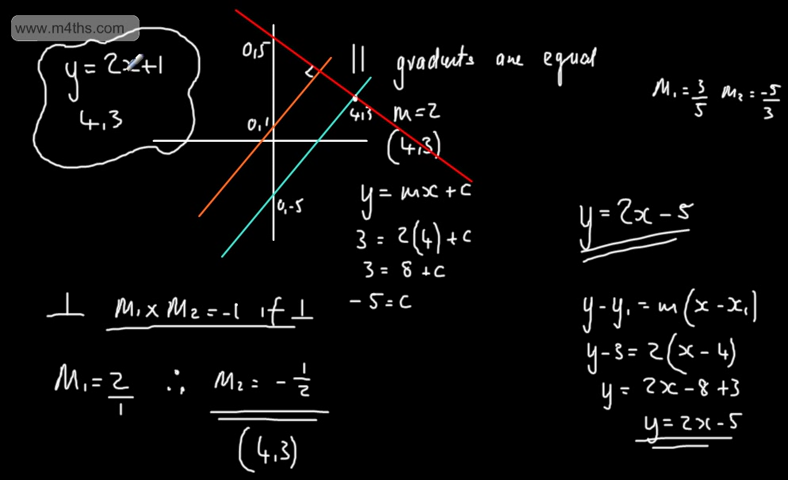 www.m4ths.com
y = 2x+1
4,3
0,5
0,1
4,3
0,-5
|| gradients are equal
m = 2
(4,3)
y = mx + c
3 = 2(4) + c
3 = 8 + c
-5 = c
M₁ = 3/5 M₂ = -5/3
y = 2x - 5
y - y₁ = m(x - x₁)
y - 3 = 2(x - 4)
y = 2x - 8 + 3
y = 2x - 5
⊥ M₁ x M₂ = -1 if ⊥
M₁ = 2/1 ∴ M₂ = - 1/2
(4,3)